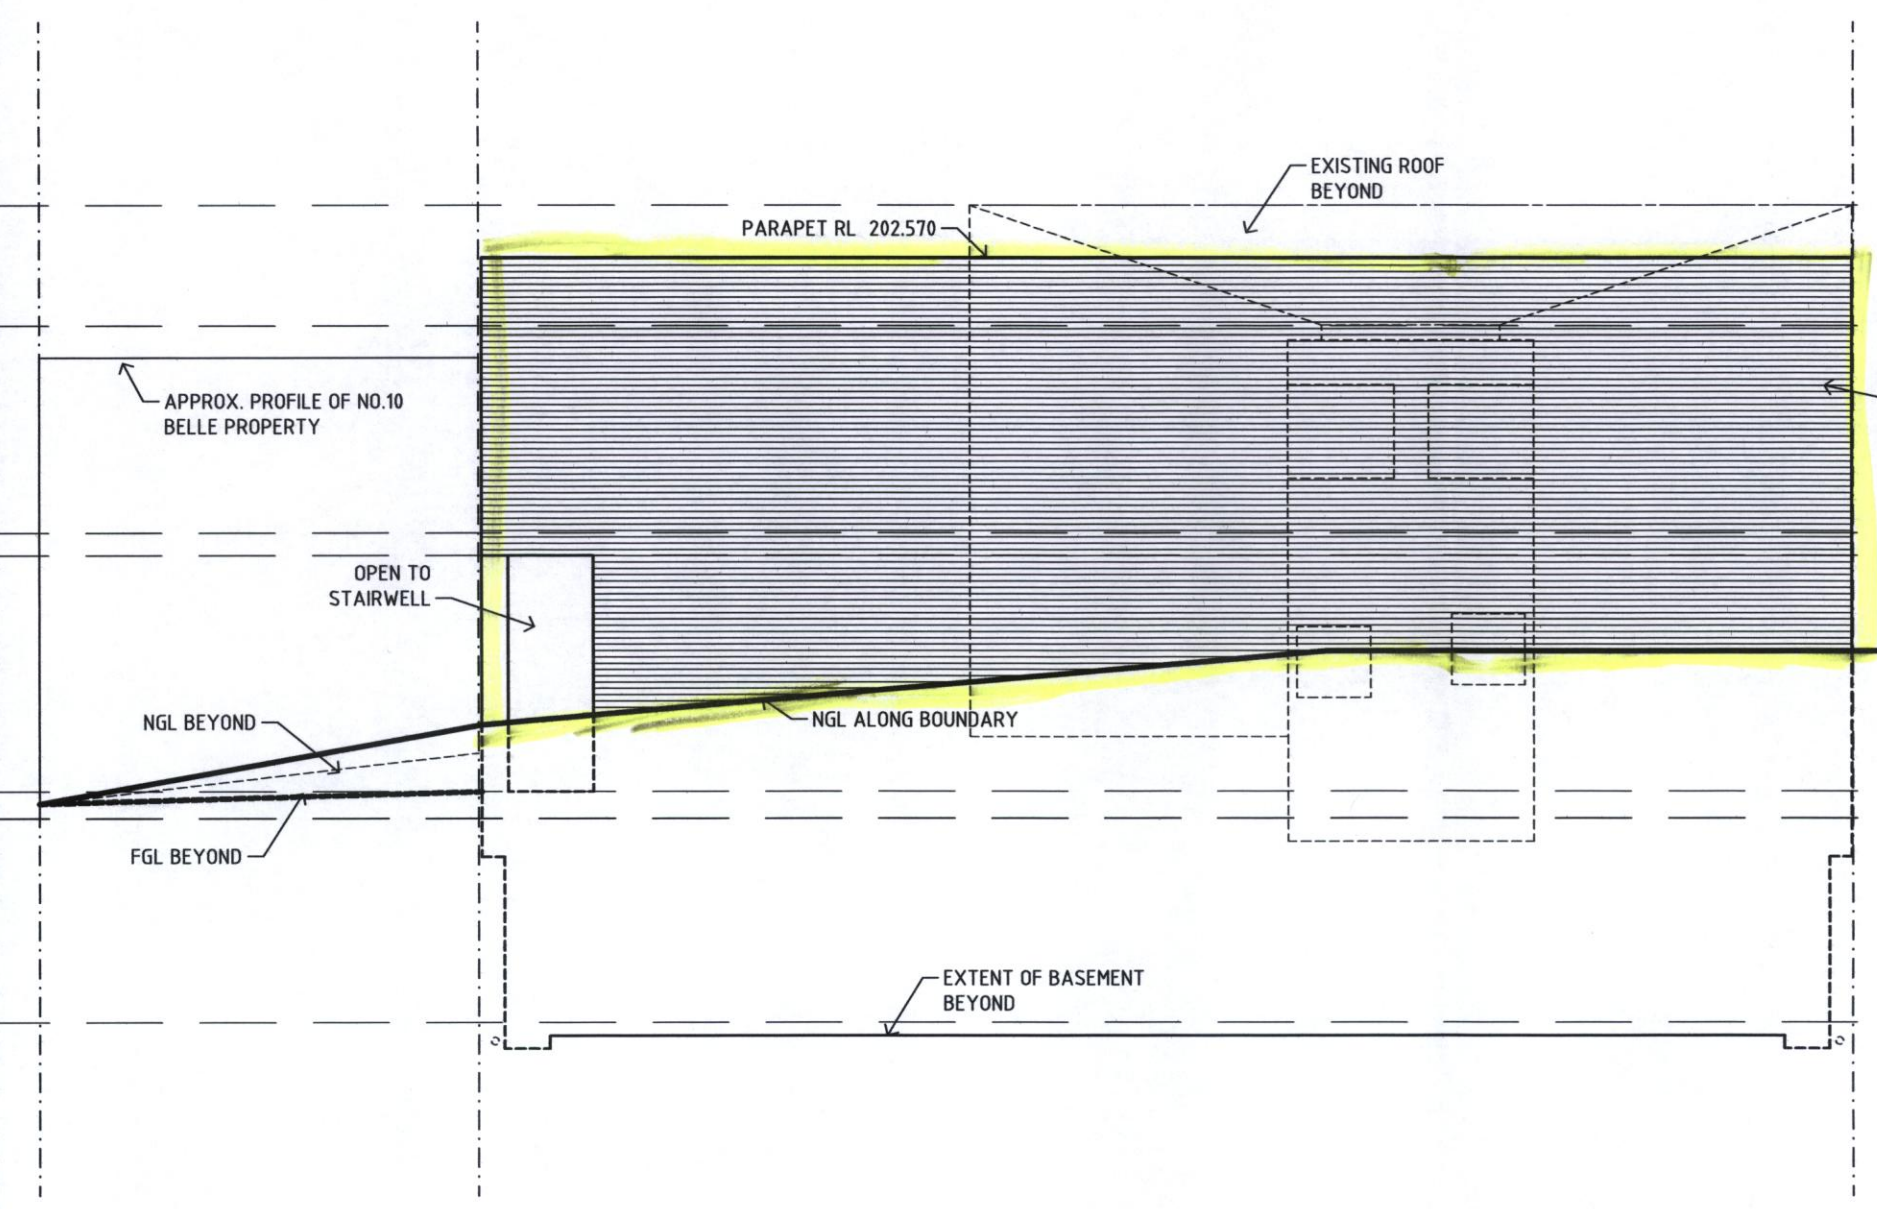 EXISTING ROOF
BEYOND
PARAPET RL 202.570
APPROX. PROFILE OF NO.10
BELLE PROPERTY
OPEN TO
STAIRWELL
NGL BEYOND
NGL ALONG BOUNDARY
FGL BEYOND
EXTENT OF BASEMENT
BEYOND